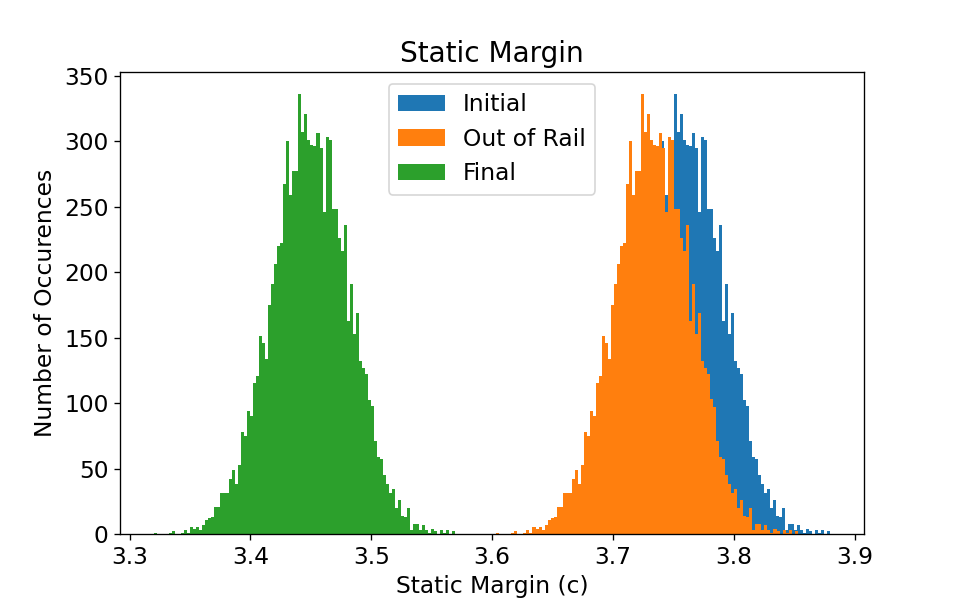 Static Margin
350
300
250
200
150
100
50
0
Number of Occurences
Initial
Out of Rail
Final
3.3 3.4 3.5 3.6 3.7 3.8 3.9
Static Margin (c)